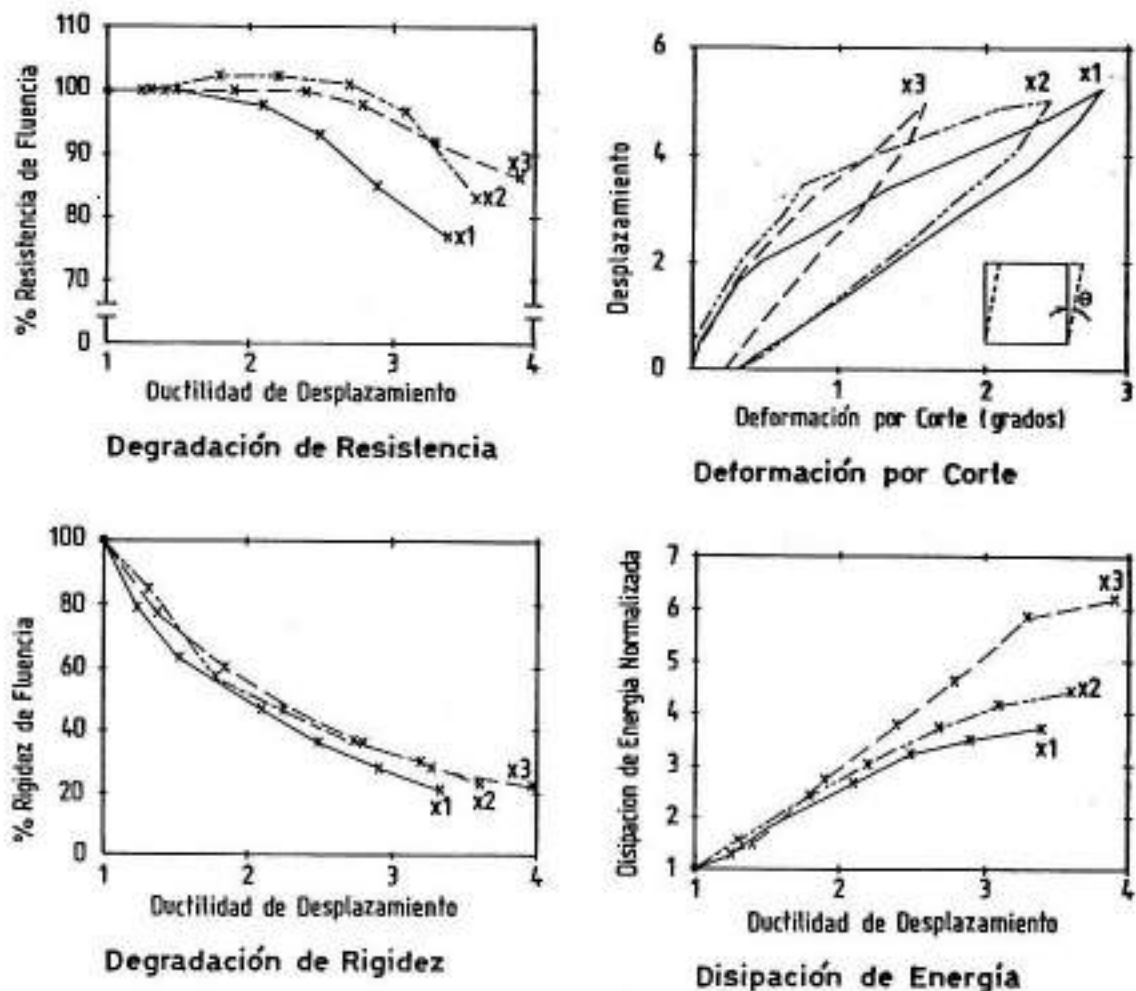 % Resistencia de Fluencia
110
100
90
80
70
0
1
2
3
4
x3
x2
x1
Ductilidad de Desplazamiento
Degradación de Resistencia
Desplazamiento
6
4
2
0
1
2
3
x3
x2
x1
θ
Deformación por Corte (grados)
Deformación por Corte
% Rigidez de Fluencia
100
80
60
40
20
0
1
2
3
4
x3
x1
x2
Ductilidad de Desplazamiento
Degradación de Rigidez
Disipacion de Energía Normalizada
7
6
5
4
3
2
1
1
2
3
4
x3
x2
x1
Ductilidad de Desplazamiento
Disipación de Energía